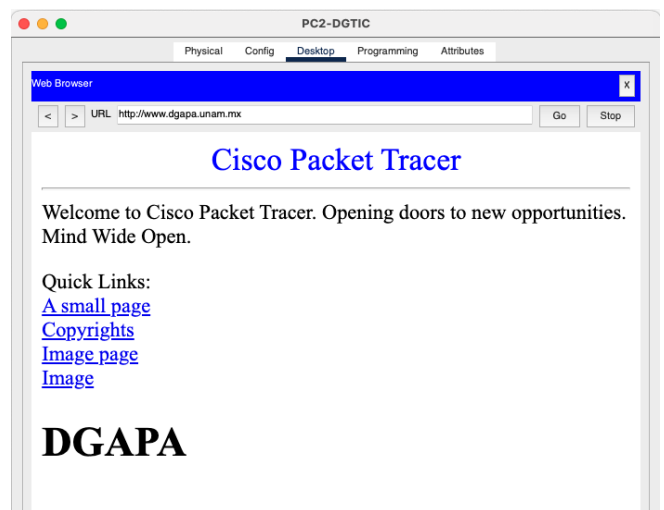 PC2-DGTIC
Physical Config Desktop Programming Attributes
Web Browser X
< > URL http://www.dgapa.unam.mx Go Stop
Cisco Packet Tracer
Welcome to Cisco Packet Tracer. Opening doors to new opportunities.
Mind Wide Open.
Quick Links:
A small page
Copyrights
Image page
Image
DGAPA